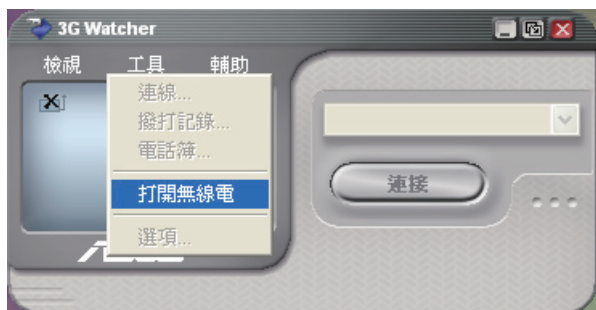 3G Watcher
檢視 工具 輔助
連線...
撥打記錄...
電話簿...
打開無線電
選項...
連接